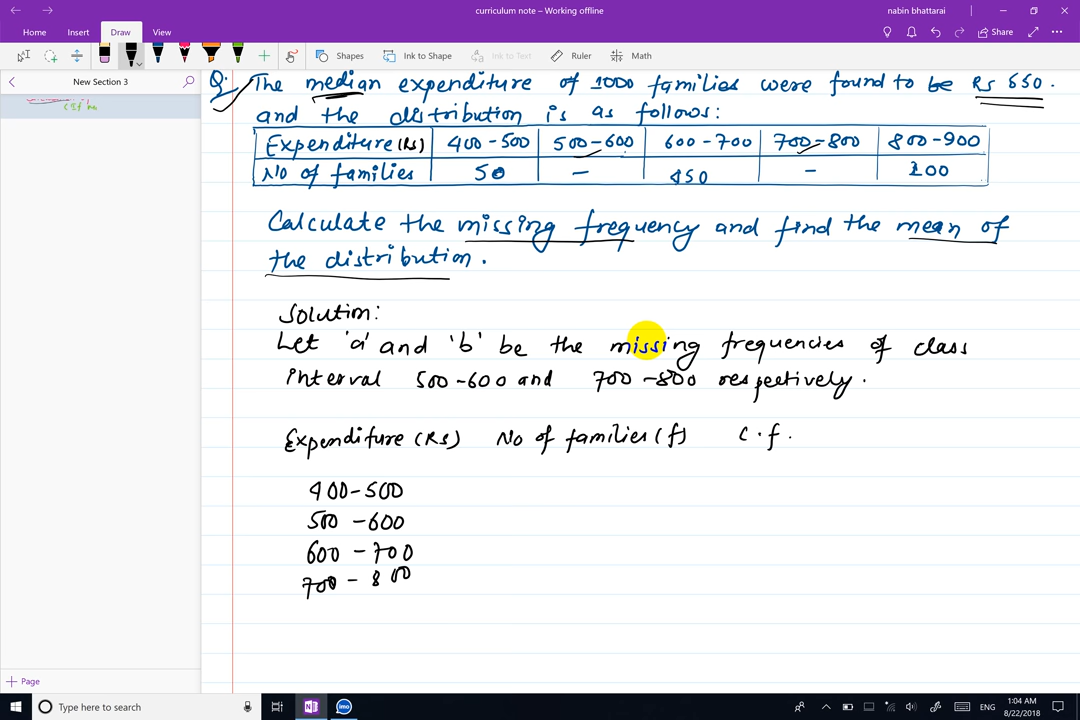 curriculum note – Working offline
nabin bhattarai
Home Insert Draw View
Share
Shapes Ink to Shape Ink to Text Ruler Math
New Section 3
Q. The median expenditure of 1000 families were found to be Rs 650.
and the distribution is as follows:
Expenditure (Rs) 400-500 500-600 600-700 700-800 800-900
No of families 50 - 450 - 100
Calculate the missing frequency and find the mean of
the distribution.
Solution:
Let 'a' and 'b' be the missing frequencies of class
interval 500-600 and 700-800 respectively.
Expenditure (Rs) No of families (f) C.f.
400-500
500-600
600-700
700-800
Page
Type here to search
imo
ENG
1:04 AM
8/22/2018